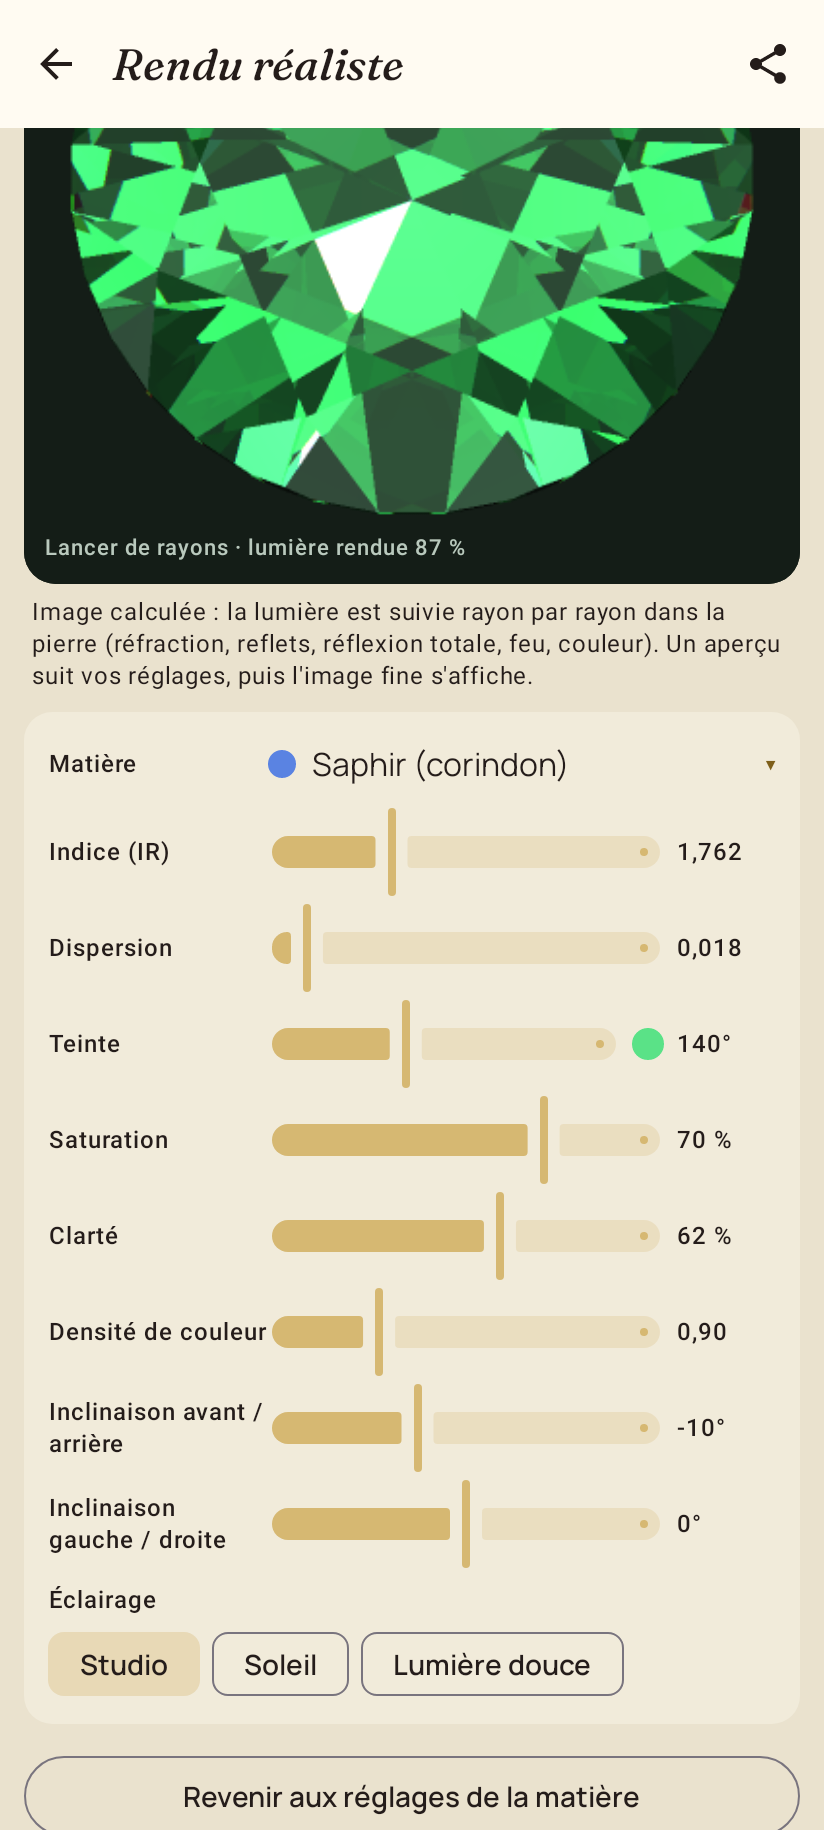 Rendu réaliste
Lancer de rayons · lumière rendue 87 %
Image calculée : la lumière est suivie rayon par rayon dans la
pierre (réfraction, reflets, réflexion totale, feu, couleur). Un aperçu
suit vos réglages, puis l'image fine s'affiche.
Matière Saphir (corindon) ▼
Indice (IR) 1,762
Dispersion 0,018
Teinte 140°
Saturation 70 %
Clarté 62 %
Densité de couleur 0,90
Inclinaison avant /
arrière -10°
Inclinaison
gauche / droite 0°
Éclairage
Studio Soleil Lumière douce
Revenir aux réglages de la matière